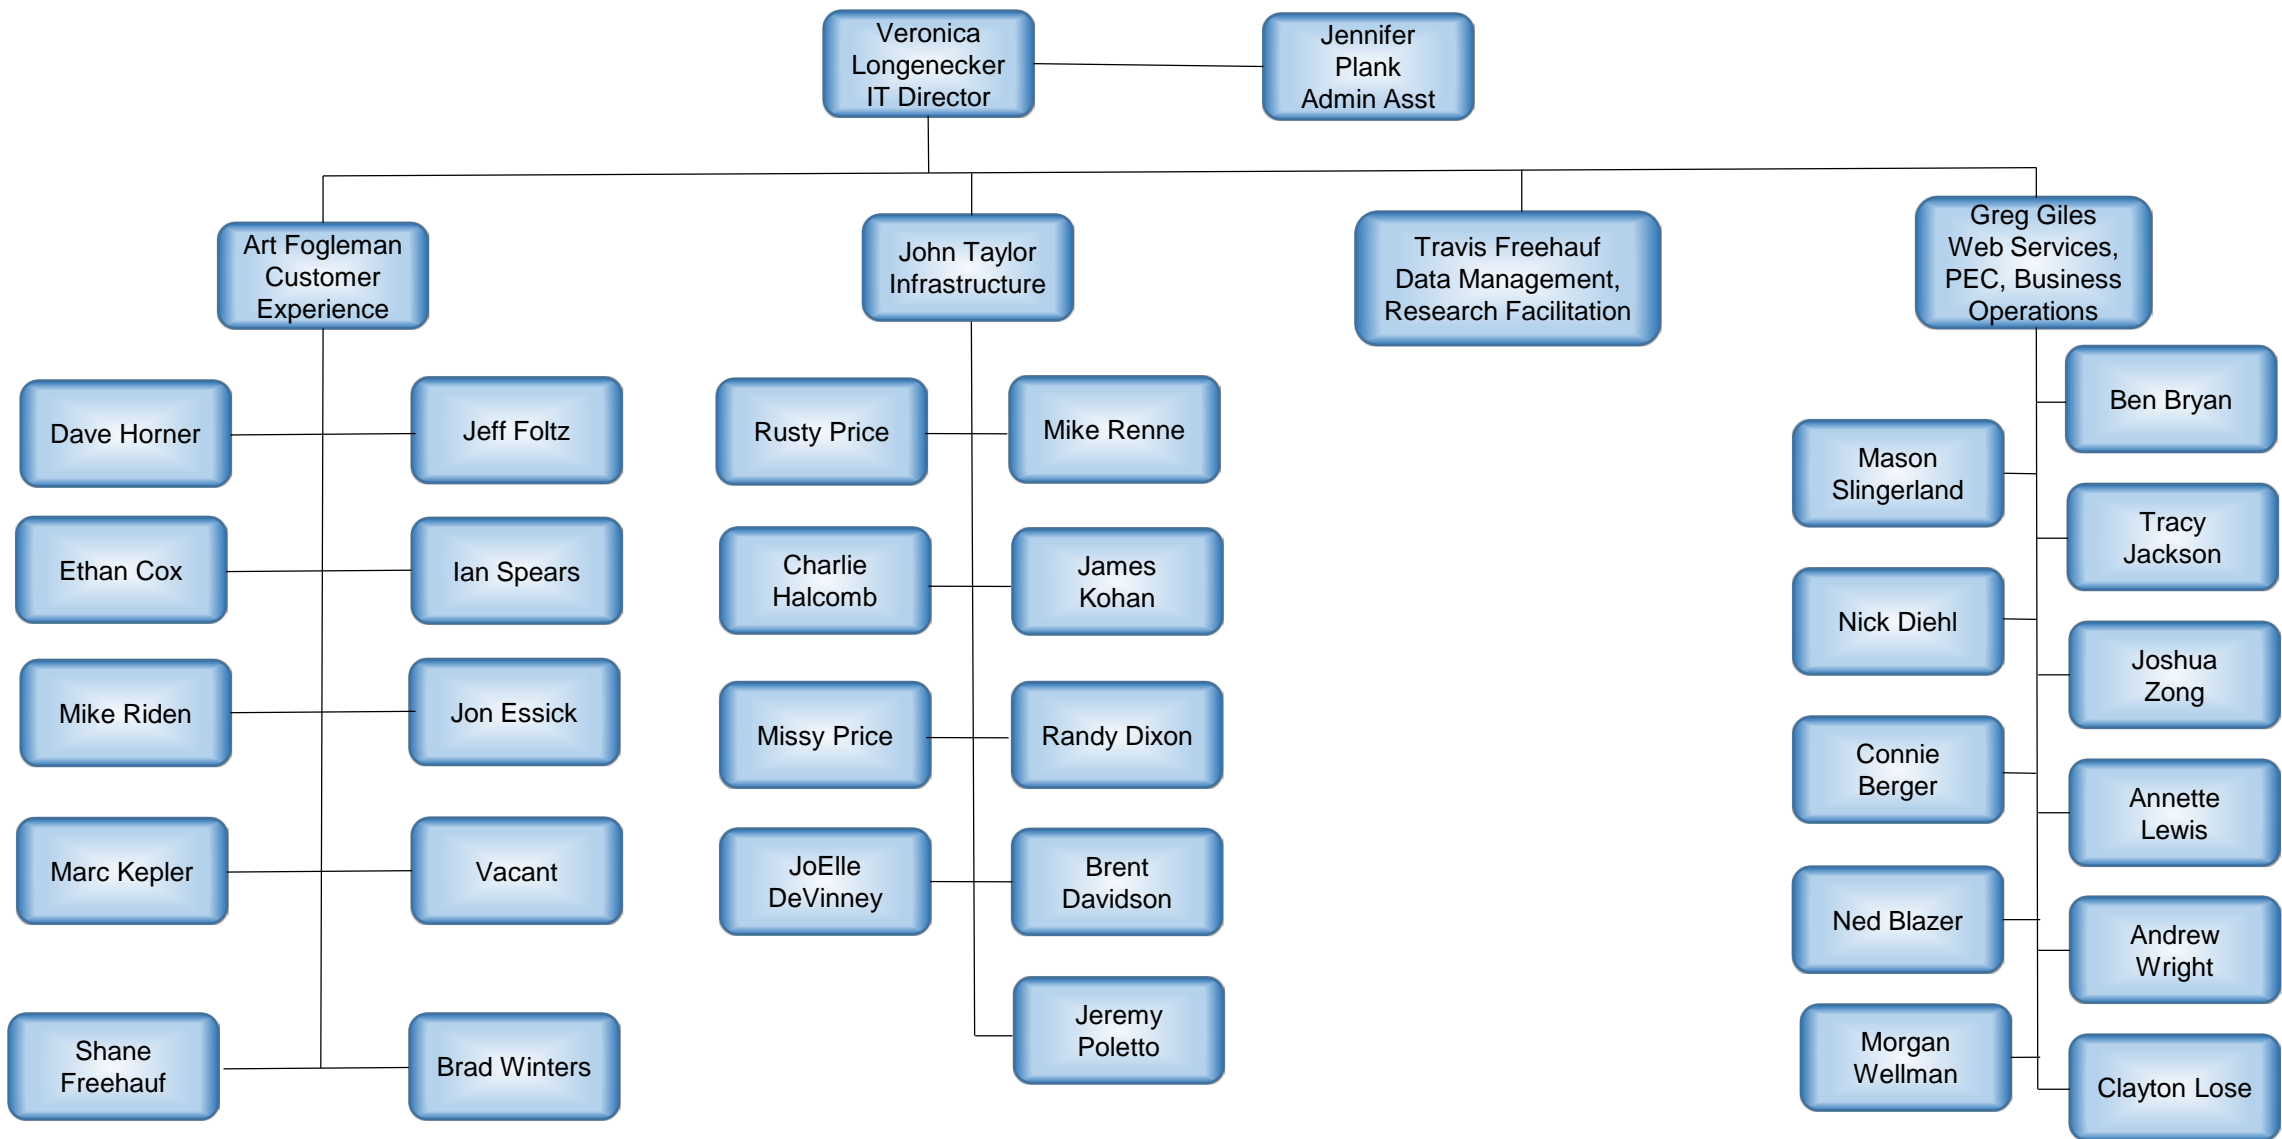 Veronica
Longenecker
IT Director
Jennifer
Plank
Admin Asst
Art Fogleman
Customer
Experience
John Taylor
Infrastructure
Travis Freehauf
Data Management,
Research Facilitation
Greg Giles
Web Services,
PEC, Business
Operations
Dave Horner
Jeff Foltz
Ethan Cox
Ian Spears
Mike Riden
Jon Essick
Marc Kepler
Vacant
Shane
Freehauf
Brad Winters
Rusty Price
Mike Renne
Charlie
Halcomb
James
Kohan
Missy Price
Randy Dixon
JoElle
DeVinney
Brent
Davidson
Jeremy
Poletto
Ben Bryan
Mason
Slingerland
Tracy
Jackson
Nick Diehl
Joshua
Zong
Connie
Berger
Annette
Lewis
Ned Blazer
Andrew
Wright
Morgan
Wellman
Clayton Lose